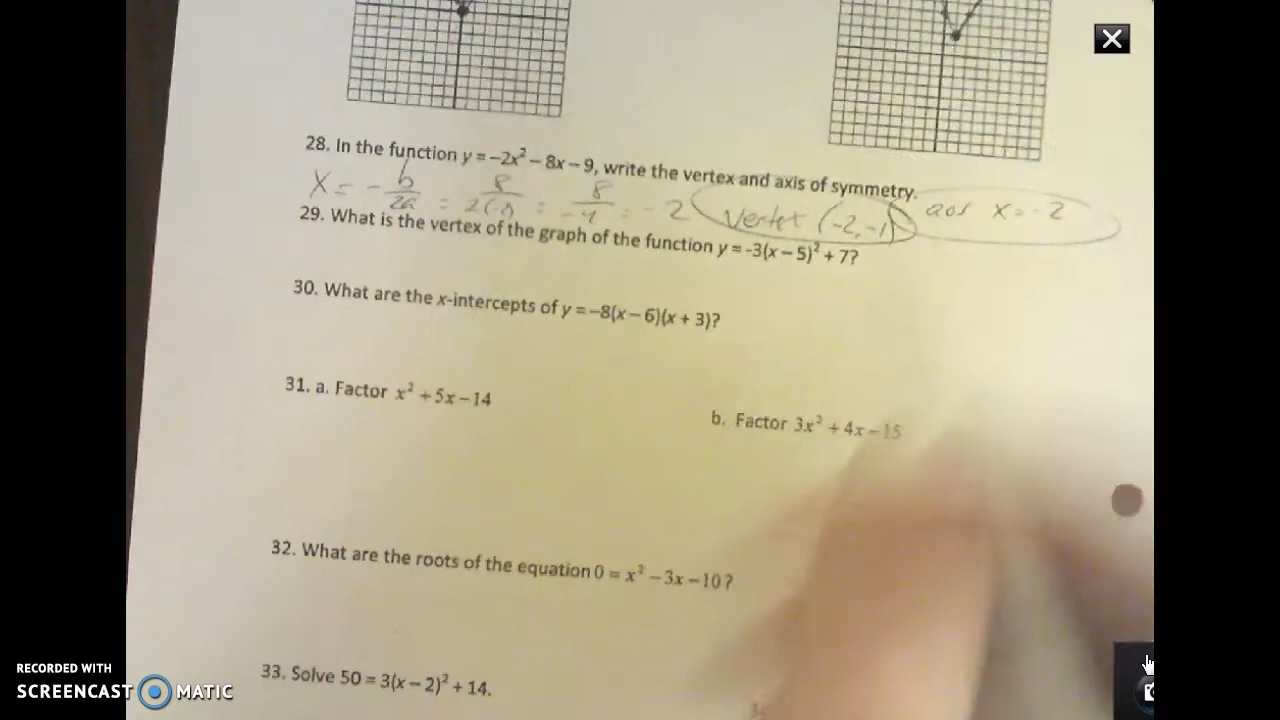 28. In the function y = −2x² − 8x − 9, write the vertex and axis of symmetry.
X = - b/2a = 8/2(-2) = 8/-4 = -2 Vertex (-2,-1) aos x=-2
29. What is the vertex of the graph of the function y = -3(x − 5)² + 7?
30. What are the x-intercepts of y = −8(x − 6)(x + 3)?
31. a. Factor x² + 5x − 14
b. Factor 3x² + 4x − 15
32. What are the roots of the equation 0 = x² − 3x − 10?
33. Solve 50 = 3(x − 2)² + 14.
RECORDED WITH
SCREENCAST MATIC